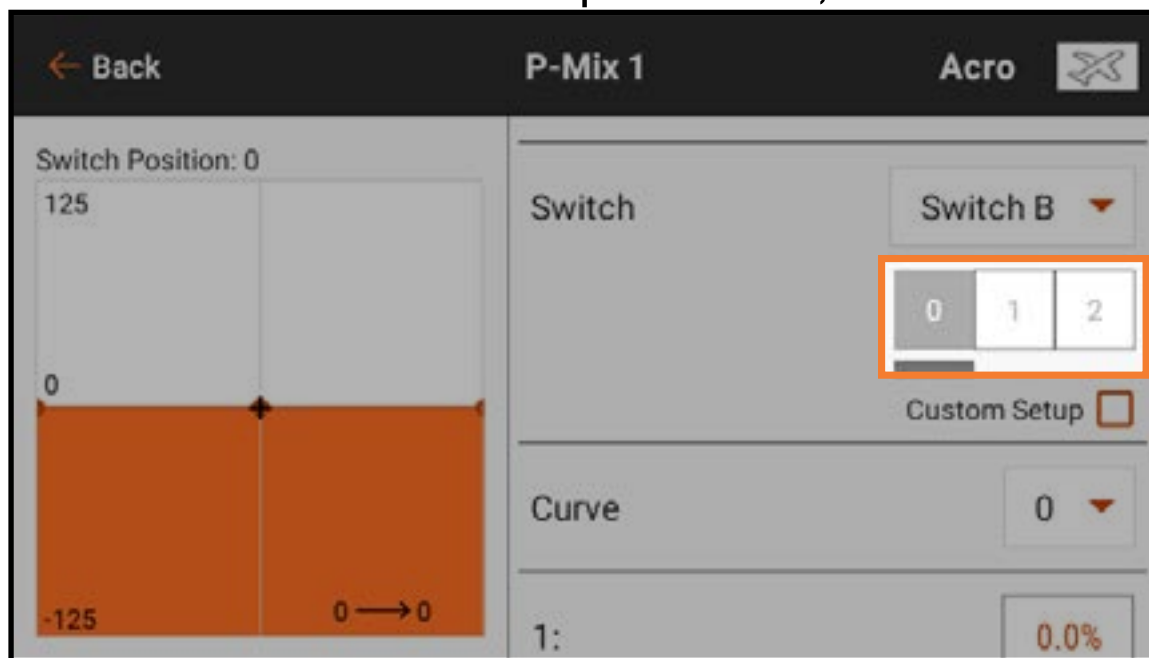 ← Back P-Mix 1 Acro
Switch Position: 0
125
0
-125
0 → 0
Switch Switch B
0 1 2
Custom Setup
Curve 0
1: 0.0%